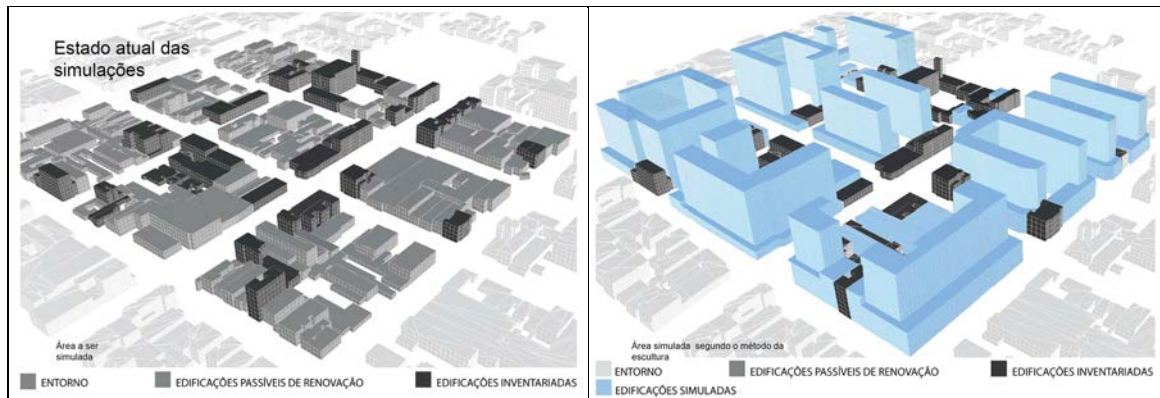 Estado atual das
simulações
Área a ser
simulada
ENTORNO
EDIFICAÇÕES PASSÍVEIS DE RENOVAÇÃO
EDIFICAÇÕES INVENTARIADAS
Área simulada segundo o método da
escultura
ENTORNO
EDIFICAÇÕES PASSÍVEIS DE RENOVAÇÃO
EDIFICAÇÕES INVENTARIADAS
EDIFICAÇÕES SIMULADAS